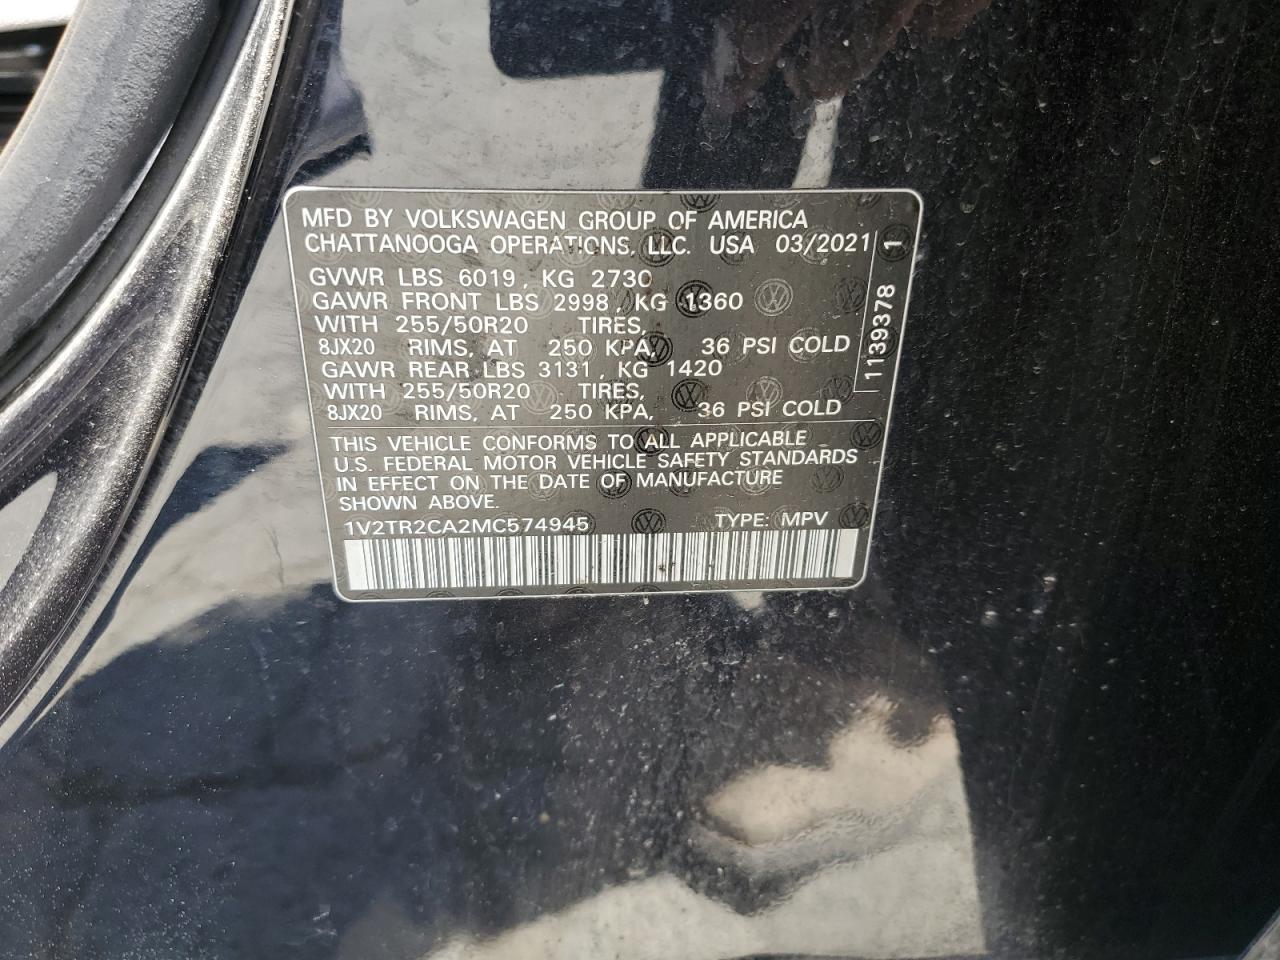 MFD BY VOLKSWAGEN GROUP OF AMERICA
CHATTANOOGA OPERATIONS, LLC. USA 03/2021
GVWR LBS 6019, KG 2730
GAWR FRONT LBS 2998, KG 1360
WITH 255/50R20 TIRES,
8JX20 RIMS, AT 250 KPA, 36 PSI COLD
GAWR REAR LBS 3131, KG 1420
WITH 255/50R20 TIRES,
8JX20 RIMS, AT 250 KPA, 36 PSI COLD
1139378 1
THIS VEHICLE CONFORMS TO ALL APPLICABLE
U.S. FEDERAL MOTOR VEHICLE SAFETY STANDARDS
IN EFFECT ON THE DATE OF MANUFACTURE
SHOWN ABOVE.
1V2TR2CA2MC574945 TYPE: MPV